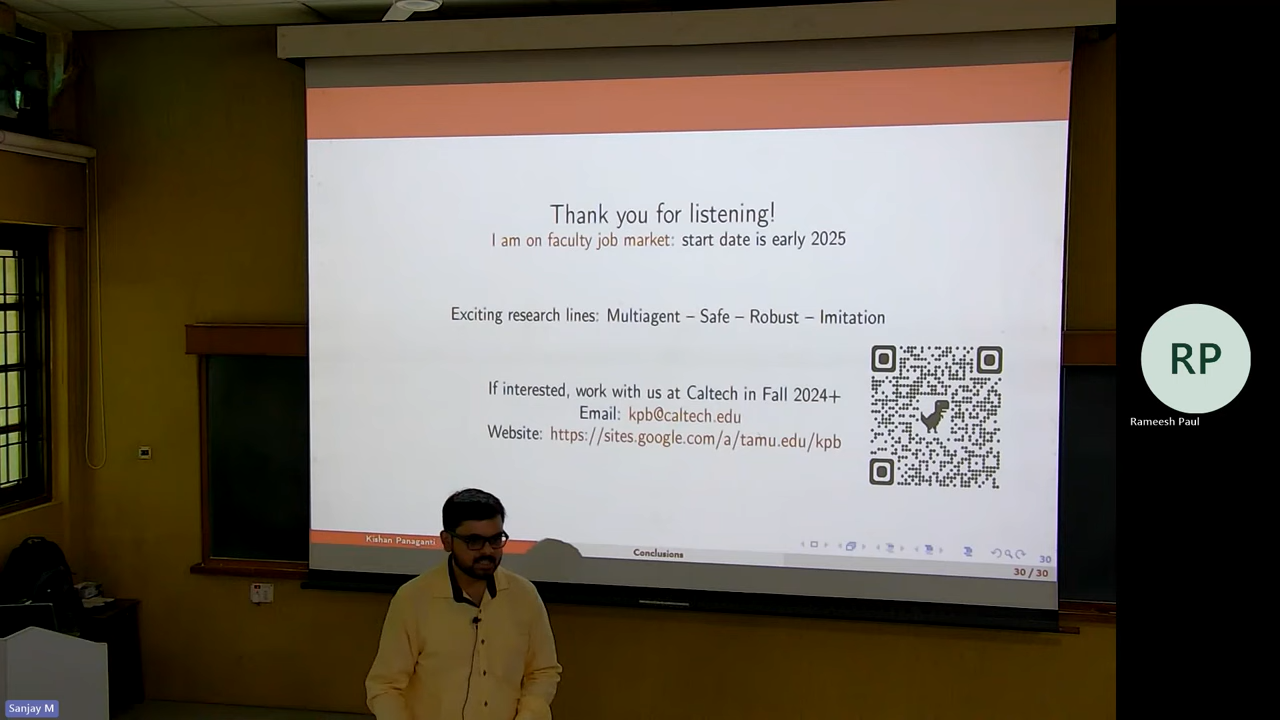 Thank you for listening!
I am on faculty job market: start date is early 2025
Exciting research lines: Multiagent – Safe – Robust – Imitation
If interested, work with us at Caltech in Fall 2024+
Email: kpb@caltech.edu
Website: https://sites.google.com/a/tamu.edu/kpb
Kishan Panaganti
Conclusions
30
30 / 30
RP
Rameesh Paul
Sanjay M